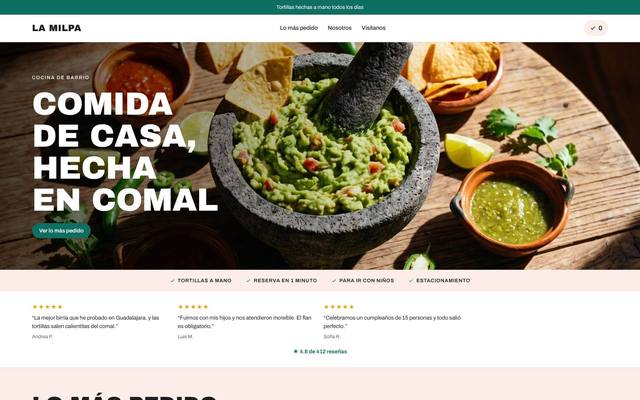 Tortillas hechas a mano todos los días
LA MILPA
Lo más pedido
Nosotros
Visítanos
✓ 0
COCINA DE BARRIO
COMIDA
DE CASA,
HECHA
EN COMAL
Ver lo más pedido
✓ TORTILLAS A MANO
✓ RESERVA EN 1 MINUTO
✓ PARA IR CON NIÑOS
✓ ESTACIONAMIENTO
★★★★★
"La mejor birria que he probado en Guadalajara, y las
tortillas salen calientitas del comal."
Andrea P.
★★★★★
"Fuimos con mis hijos y nos atendieron increíble. El flan
es obligatorio."
Luis M.
★★★★★
"Celebramos un cumpleaños de 15 personas y todo salió
perfecto."
Sofía R.
★ 4.8 de 412 reseñas
LO MÁS PEDIDO